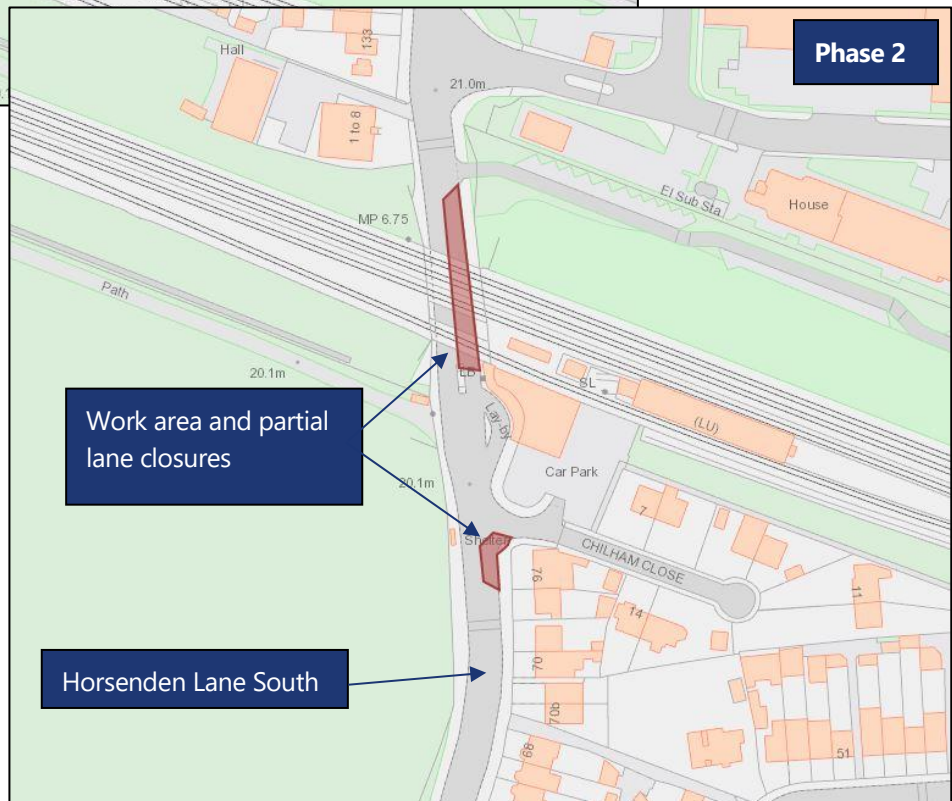 Phase 2
Hall
133
21.0m
1 to 8
El Sub Sta
House
MP 6.75
Path
20.1m
LB
SL
(LU)
Work area and partial
lane closures
Lay-by
Car Park
20.1m
7
Shelter
CHILHAM CLOSE
76
14
11
Horsenden Lane South
70
70b
68
51